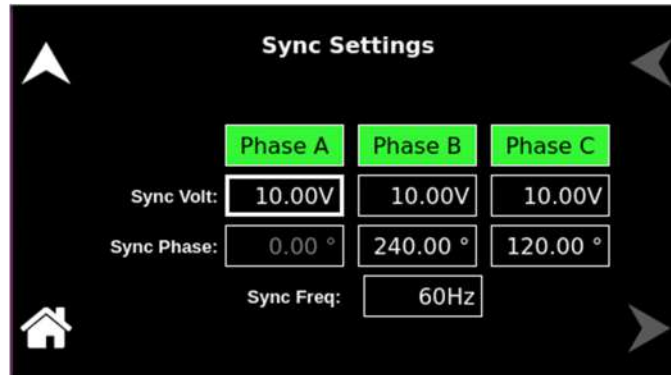 Sync Settings
Phase A Phase B Phase C
Sync Volt: 10.00V 10.00V 10.00V
Sync Phase: 0.00 ° 240.00 ° 120.00 °
Sync Freq: 60Hz